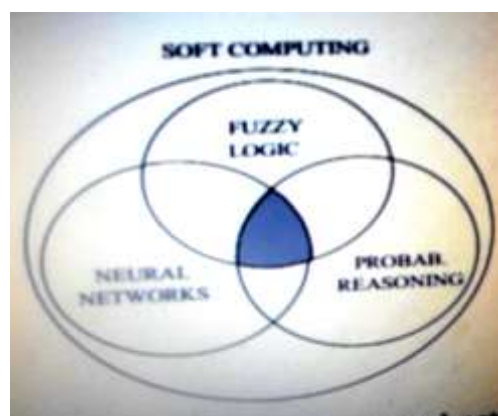 SOFT COMPUTING
FUZZY
LOGIC
NEURAL
NETWORKS
PROBAB.
REASONING